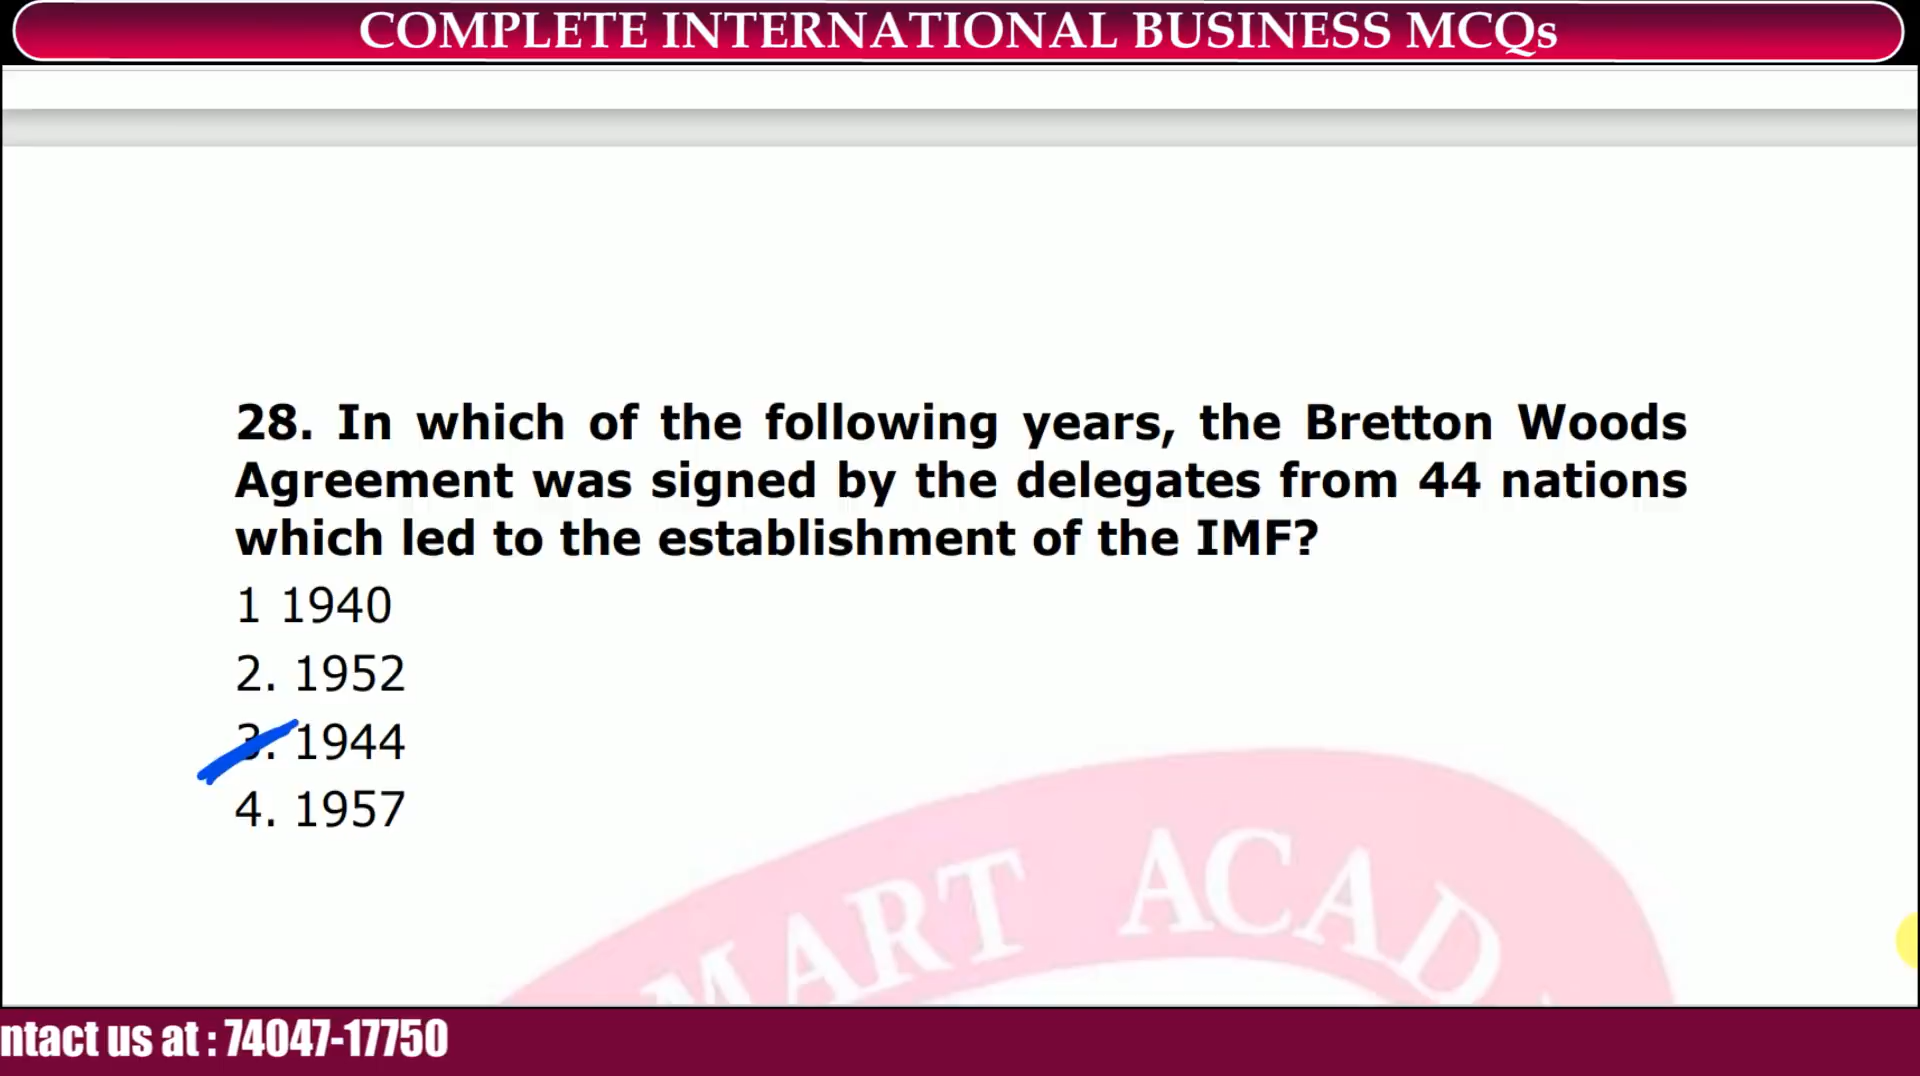 COMPLETE INTERNATIONAL BUSINESS MCQs
28. In which of the following years, the Bretton Woods
Agreement was signed by the delegates from 44 nations
which led to the establishment of the IMF?
1 1940
2. 1952
3. 1944
4. 1957
MART ACAD
ntact us at : 74047-17750